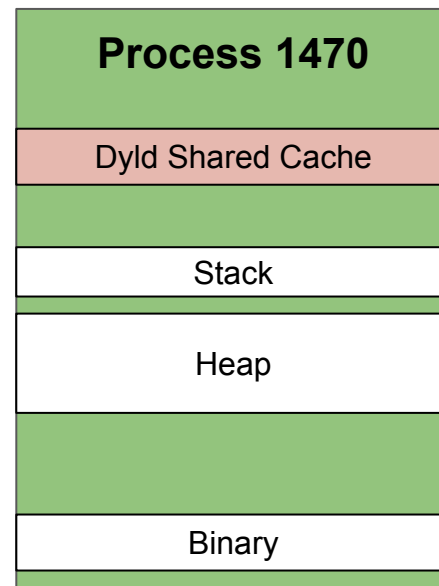 Process 1470
Dyld Shared Cache
Stack
Heap
Binary